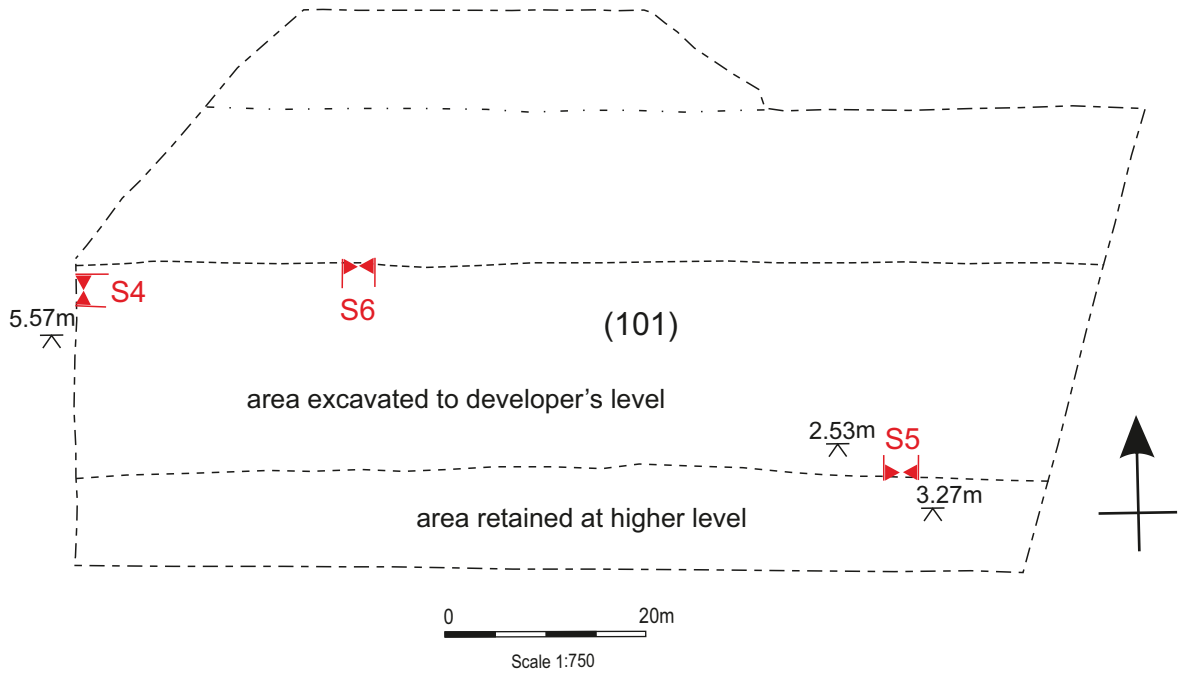 S4
S6
5.57m
(101)
area excavated to developer’s level
2.53m
S5
3.27m
area retained at higher level
0 20m
Scale 1:750